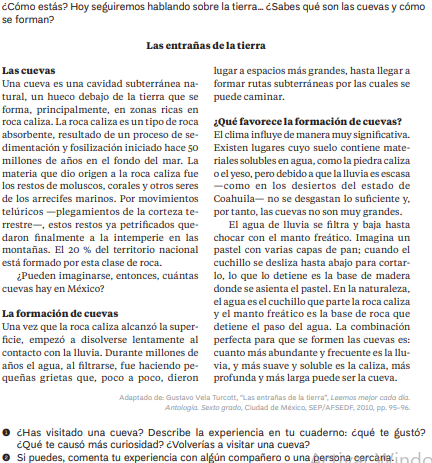 ¿Cómo estás? Hoy seguiremos hablando sobre la tierra... ¿Sabes qué son las cuevas y cómo
se forman?
Las entrañas de la tierra
Las cuevas
Una cueva es una cavidad subterránea na-
tural, un hueco debajo de la tierra que se
forma, principalmente, en zonas ricas en
roca caliza. La roca caliza es un tipo de roca
absorbente, resultado de un proceso de se-
dimentación y fosilización iniciado hace 50
millones de años en el fondo del mar. La
materia que dio origen a la roca caliza fue
los restos de moluscos, corales y otros seres
de los arrecifes marinos. Por movimientos
telúricos —plegamientos de la corteza te-
rrestre—, estos restos ya petrificados que-
daron finalmente a la intemperie en las
montañas. El 20 % del territorio nacional
está formado por esta clase de roca.
¿Pueden imaginarse, entonces, cuántas
cuevas hay en México?
La formación de cuevas
Una vez que la roca caliza alcanzó la super-
ficie, empezó a disolverse lentamente al
contacto con la lluvia. Durante millones de
años el agua, al filtrarse, fue haciendo pe-
queñas grietas que, poco a poco, dieron
lugar a espacios más grandes, hasta llegar a
formar rutas subterráneas por las cuales se
puede caminar.
¿Qué favorece la formación de cuevas?
El clima influye de manera muy significativa.
Existen lugares cuyo suelo contiene mate-
riales solubles en agua, como la piedra caliza
o el yeso, pero debido a que la lluvia es escasa
—como en los desiertos del estado de
Coahuila— no se desgastan lo suficiente y,
por tanto, las cuevas no son muy grandes.
El agua de lluvia se filtra y baja hasta
chocar con el manto freático. Imagina un
pastel con varias capas de pan; cuando el
cuchillo se desliza hasta abajo para cortar-
lo, lo que lo detiene es la base de madera
donde se asienta el pastel. En la naturaleza,
el agua es el cuchillo que parte la roca caliza
y el manto freático es la base de roca que
detiene el paso del agua. La combinación
perfecta para que se formen las cuevas es:
cuanto más abundante y frecuente es la llu-
via, y más suave y soluble es la caliza, más
profunda y más larga puede ser la cueva.
Adaptado de: Gustavo Vela Turcott, "Las entrañas de la tierra", Leemos mejor cada día.
Antología. Sexto grado, Ciudad de México, SEP/AFSEDF, 2010, pp. 95-96.
1 ¿Has visitado una cueva? Describe la experiencia en tu cuaderno: ¿qué te gustó?
¿Qué te causó más curiosidad? ¿Volverías a visitar una cueva?
2 Si puedes, comenta tu experiencia con algún compañero o una persona cercana.